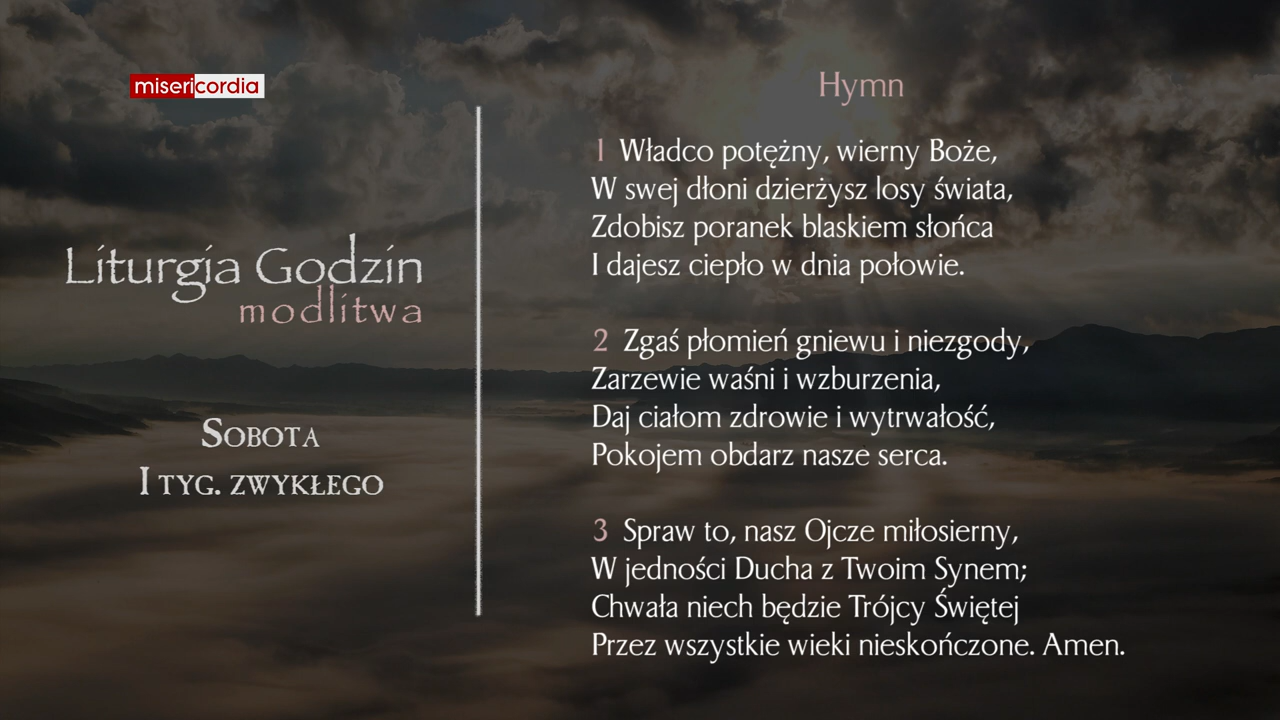 misericordia
Liturgia Godzin
modlitwa
Sobota
I tyg. zwykłego
Hymn
1 Władco potężny, wierny Boże,
W swej dłoni dzierżysz losy świata,
Zdobisz poranek blaskiem słońca
I dajesz ciepło w dnia połowie.
2 Zgaś płomień gniewu i niezgody,
Zarzewie waśni i wzburzenia,
Daj ciałom zdrowie i wytrwałość,
Pokojem obdarz nasze serca.
3 Spraw to, nasz Ojcze miłosierny,
W jedności Ducha z Twoim Synem;
Chwała niech będzie Trójcy Świętej
Przez wszystkie wieki nieskończone. Amen.